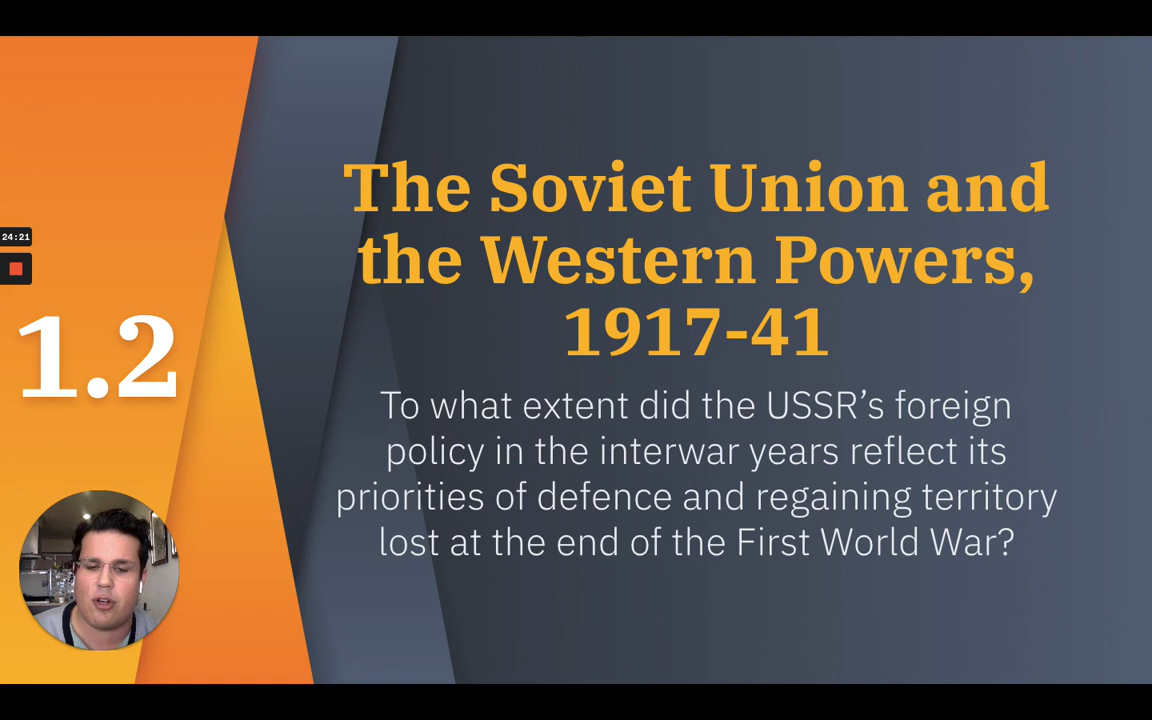 The Soviet Union and
the Western Powers,
1917-41
24:21
1.2
To what extent did the USSR’s foreign
policy in the interwar years reflect its
priorities of defence and regaining territory
lost at the end of the First World War?